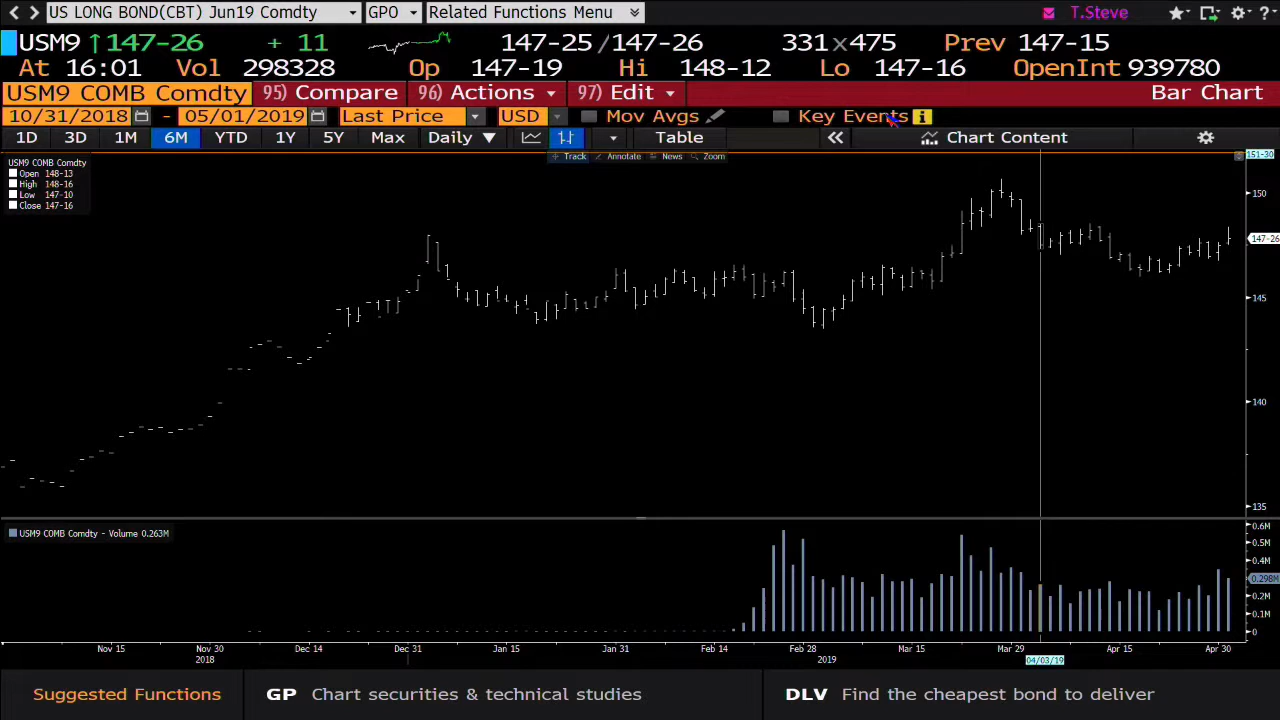 US LONG BOND(CBT) Jun19 Comdty GPO Related Functions Menu T.Steve ?
USM9 ↑147-26 + 11 147-25/147-26 331x475 Prev 147-15
At 16:01 Vol 298328 Op 147-19 Hi 148-12 Lo 147-16 OpenInt 939780
USM9 COMB Comdty 95) Compare 96) Actions 97) Edit Bar Chart
10/31/2018 - 05/01/2019 Last Price USD Mov Avgs Key Events i
1D 3D 1M 6M YTD 1Y 5Y Max Daily ▼ Table « Chart Content
Track Annotate News Zoom
151-30
USM9 COMB Comdty
Open 148-13
High 148-16
Low 147-10
Close 147-16
150
147-26
145
140
135
USM9 COMB Comdty - Volume 0.263M
0.6M
0.5M
0.4M
0.298M
0.2M
0.1M
0
Nov 15 Nov 30 Dec 14 Dec 31 Jan 15 Jan 31 Feb 14 Feb 28 Mar 15 Mar 29 Apr 15 Apr 30
2018 2019 04/03/19
Suggested Functions GP Chart securities & technical studies DLV Find the cheapest bond to deliver